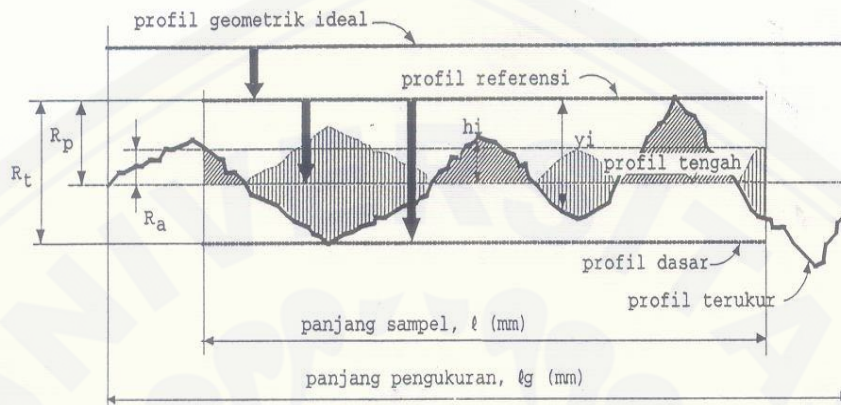 profil geometrik ideal
profil referensi
Rp
hi
yi
profil tengah
Rt
Ra
profil dasar
profil terukur
panjang sampel, ℓ (mm)
panjang pengukuran, ℓg (mm)